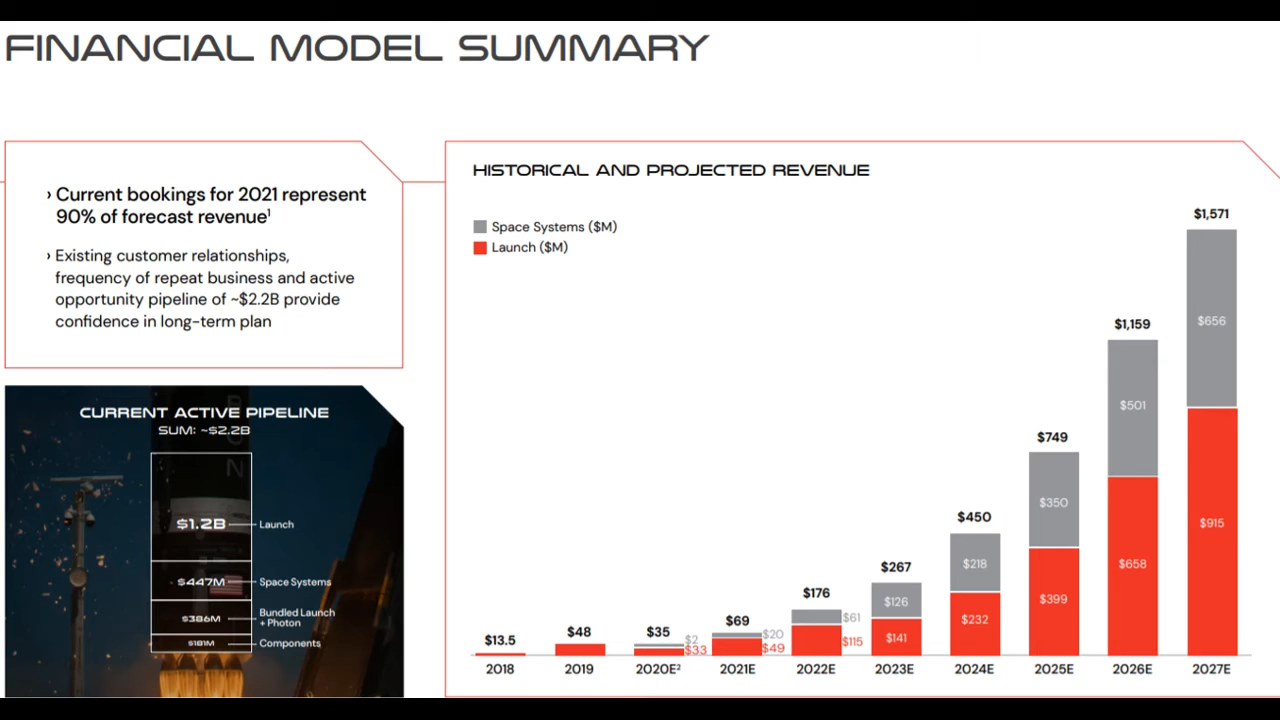 FINANCIAL MODEL SUMMARY
› Current bookings for 2021 represent
90% of forecast revenue¹
› Existing customer relationships,
frequency of repeat business and active
opportunity pipeline of ~$2.2B provide
confidence in long-term plan
CURRENT ACTIVE PIPELINE
SUM: ~$2.2B
$1.2B Launch
$447M Space Systems
$386M Bundled Launch
+ Photon
$181M Components
HISTORICAL AND PROJECTED REVENUE
Space Systems ($M)
Launch ($M)
$13.5
$48
$35
$2
$33
$69
$20
$49
$176
$61
$115
$267
$126
$141
$450
$218
$232
$749
$350
$399
$1,159
$501
$658
$1,571
$656
$915
2018 2019 2020E² 2021E 2022E 2023E 2024E 2025E 2026E 2027E